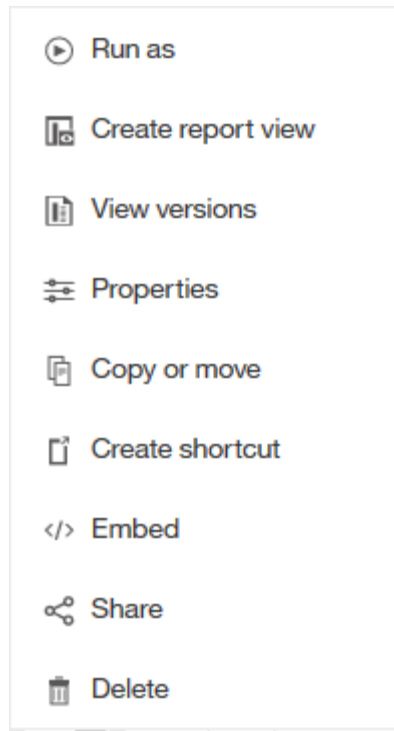 Run as
Create report view
View versions
Properties
Copy or move
Create shortcut
Embed
Share
Delete